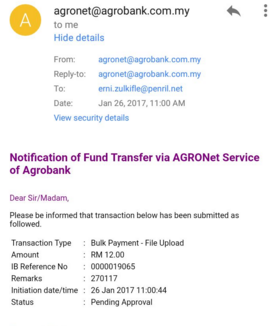 A
agronet@agrobank.com.my
to me
Hide details
From: agronet@agrobank.com.my
Reply-to: agronet@agrobank.com.my
To: erni.zulkifle@penril.net
Date: Jan 26, 2017, 11:00 AM
View security details
Notification of Fund Transfer via AGRONet Service
of Agrobank
Dear Sir/Madam,
Please be informed that transaction below has been submitted as
followed.
Transaction Type : Bulk Payment - File Upload
Amount : RM 12.00
IB Reference No : 0000019065
Remarks : 270117
Initiation date/time : 26 Jan 2017 11:00:44
Status : Pending Approval